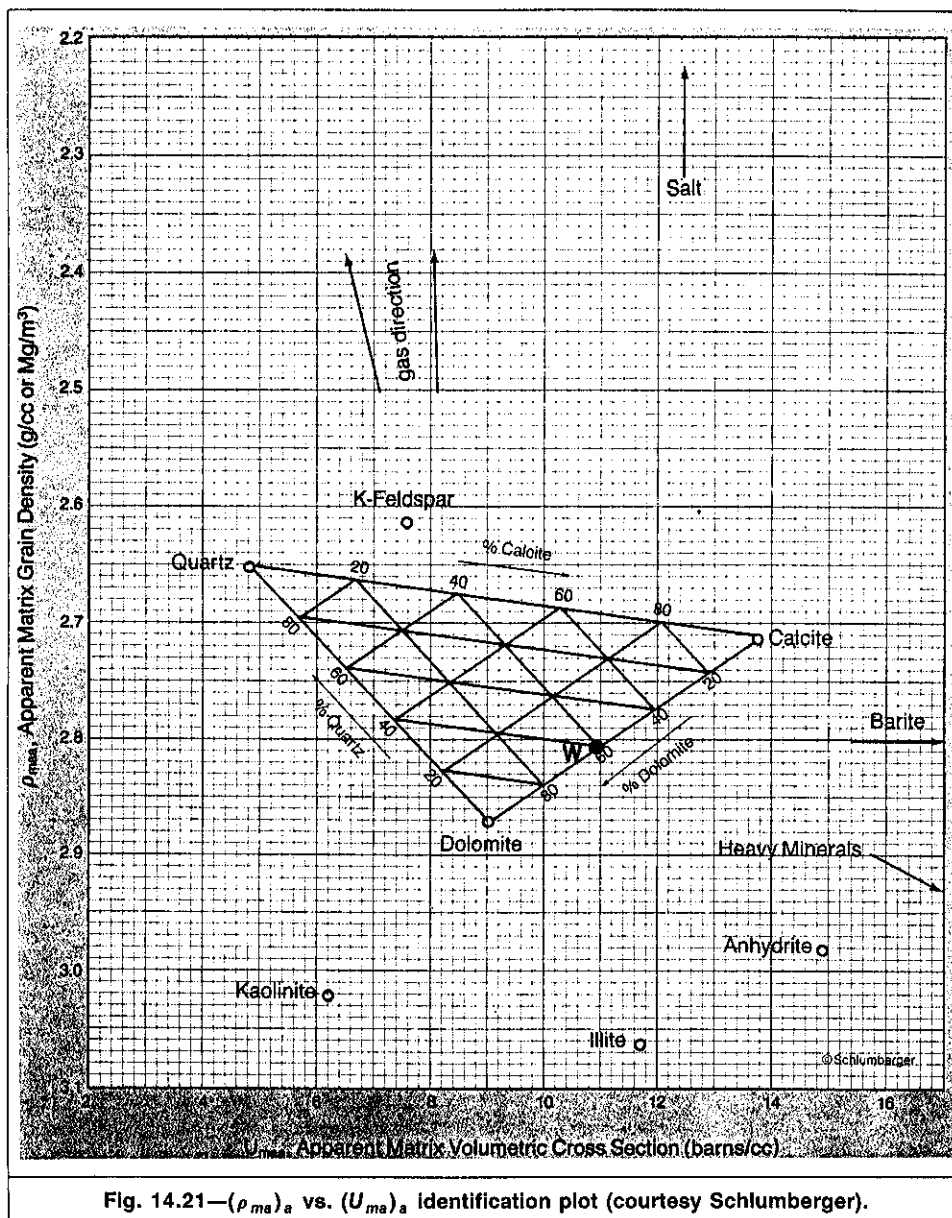 2.2
2.3
Salt
2.4
gas direction
2.5
ρmaa, Apparent Matrix Grain Density (g/cc or Mg/m³)
2.6
K-Feldspar
Quartz
% Calcite
20
40
60
80
2.7
Calcite
80
60
40
20
% Quartz
20
40
60
80
% Dolomite
W
2.8
Barite
Dolomite
2.9
Heavy Minerals
Anhydrite
3.0
Kaolinite
Illite
©Schlumberger
3.1
2
4
6
8
10
12
14
16
Umaa, Apparent Matrix Volumetric Cross Section (barns/cc)
Fig. 14.21—(ρma)a vs. (Uma)a identification plot (courtesy Schlumberger).